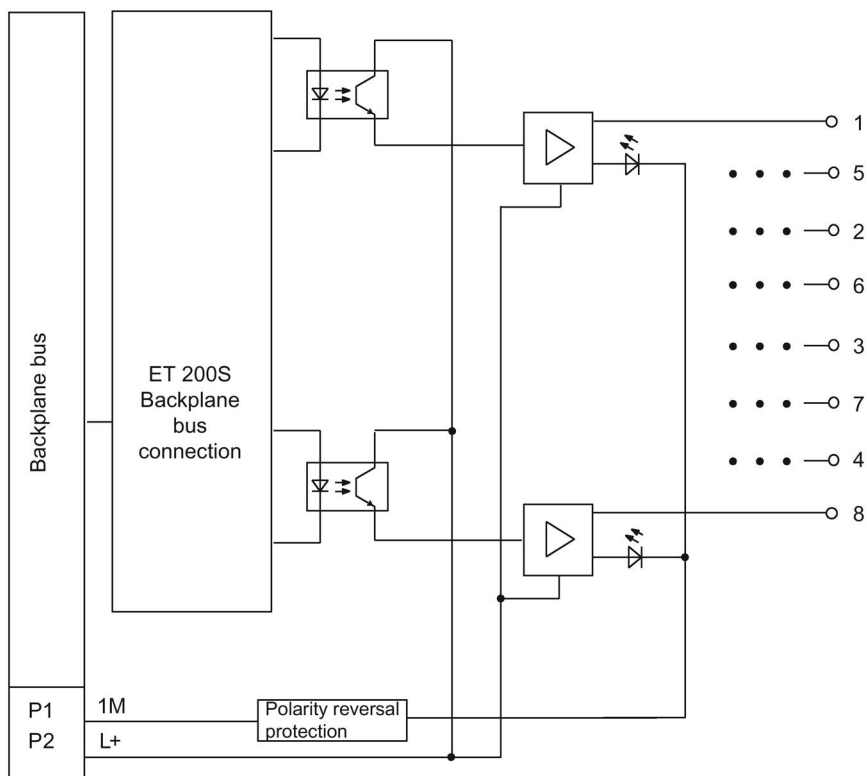 1
5
2
6
3
7
4
8
Backplane bus
ET 200S
Backplane
bus
connection
P1
1M
Polarity reversal
protection
P2
L+